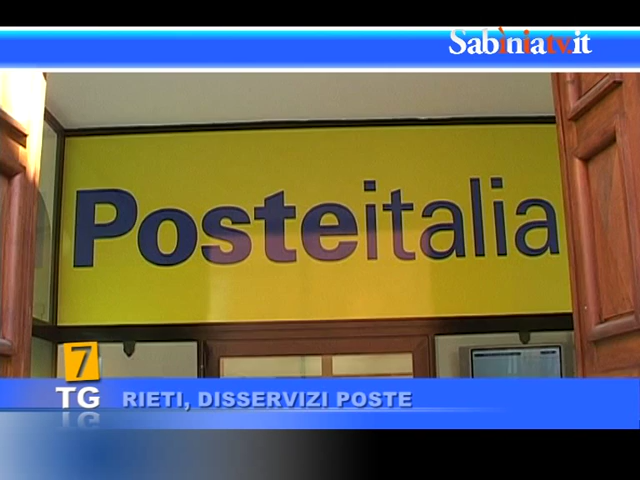 Sabiniatv.it
Posteitalia
7
TG
RIETI, DISSERVIZI POSTE